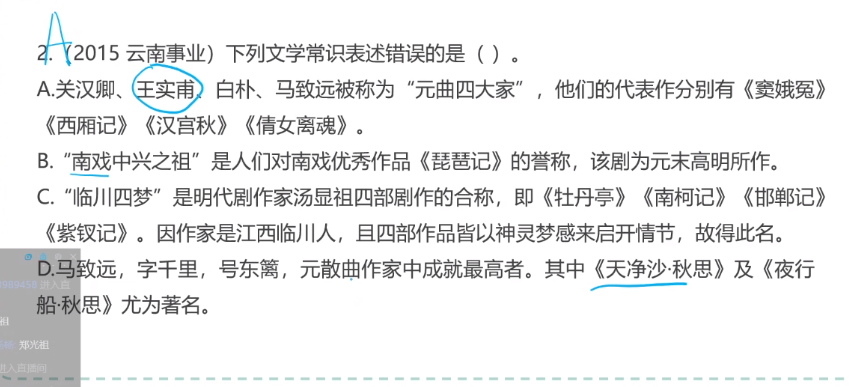 A
2.（2015 云南事业）下列文学常识表述错误的是（ ）。
A.关汉卿、王实甫、白朴、马致远被称为“元曲四大家”，他们的代表作分别有《窦娥冤》
《西厢记》《汉宫秋》《倩女离魂》。
B.“南戏中兴之祖”是人们对南戏优秀作品《琵琶记》的誉称，该剧为元末高明所作。
C.“临川四梦”是明代剧作家汤显祖四部剧作的合称，即《牡丹亭》《南柯记》《邯郸记》
《紫钗记》。因作家是江西临川人，且四部作品皆以神灵梦感来启开情节，故得此名。
D.马致远，字千里，号东篱，元散曲作家中成就最高者。其中《天净沙·秋思》及《夜行
进入直
船·秋思》尤为著名。
祖
郑光祖
进入直播间